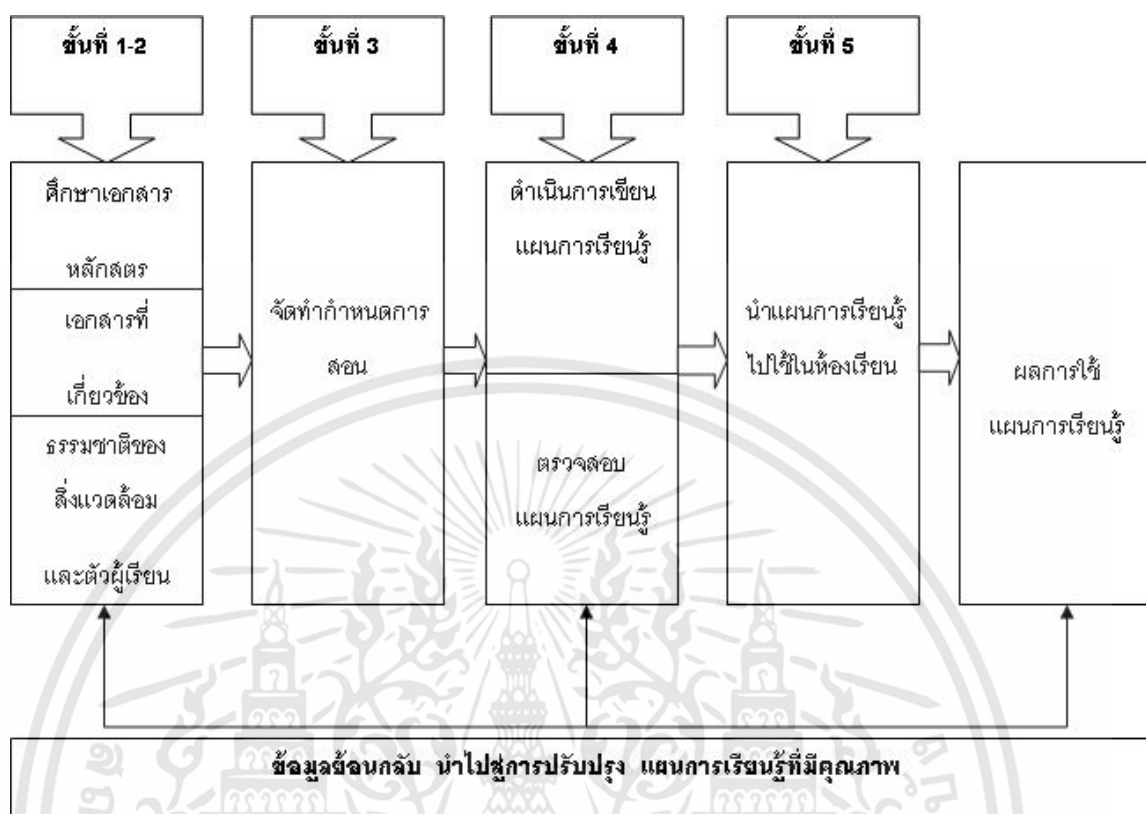 ขั้นที่ 1-2
ขั้นที่ 3
ขั้นที่ 4
ขั้นที่ 5
ศึกษาเอกสาร
หลักสตร
เอกสารที่
เกี่ยวข้อง
ธรรมชาติของ
สิ่งแวดล้อม
และตัวผู้เรียน
จัดทำกำหนดการ
สอน
ดำเนินการเขียน
แผนการเรียนรู้
ตรวจสอบ
แผนการเรียนรู้
นำแผนการเรียนรู้
ไปใช้ในห้องเรียน
ผลการใช้
แผนการเรียนรู้
ข้อมูลย้อนกลับ นำไปสู่การปรับปรุง แผนการเรียนรู้ที่มีคุณภาพ